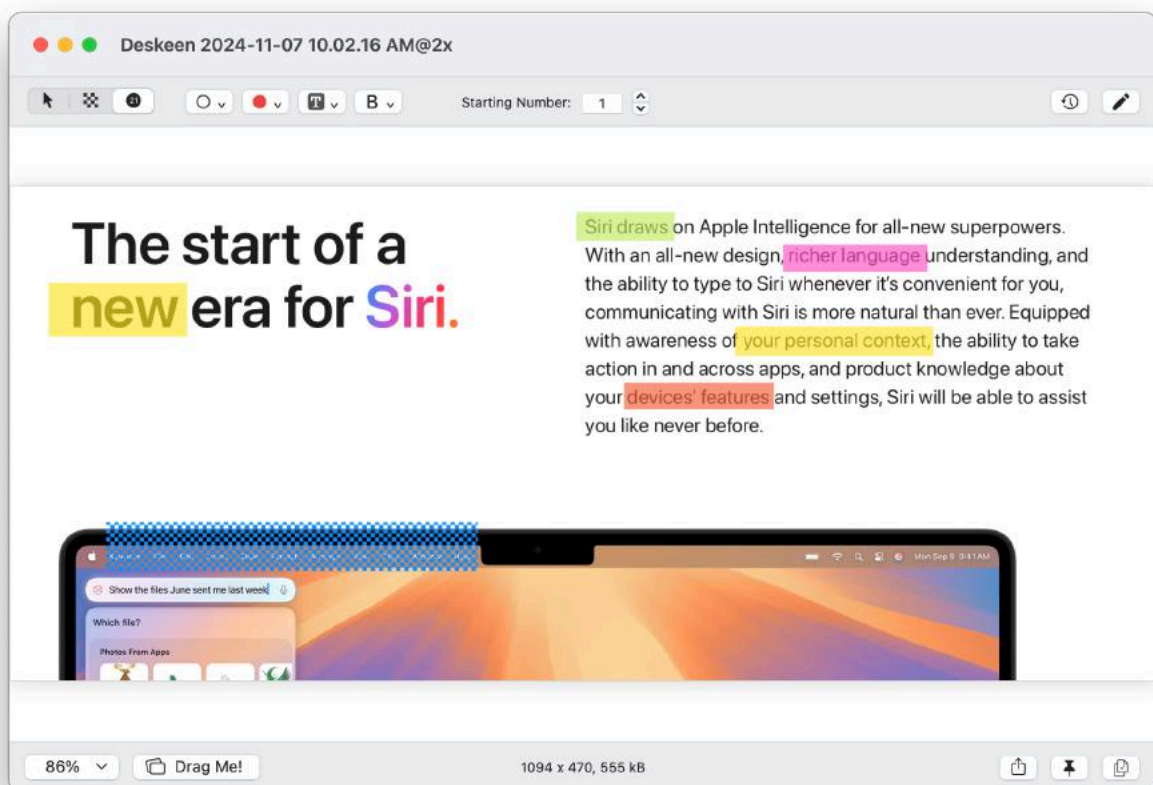 Deskeen 2024-11-07 10.02.16 AM@2x
21 T B Starting Number: 1
The start of a
new era for Siri.
Siri draws on Apple Intelligence for all-new superpowers.
With an all-new design, richer language understanding, and
the ability to type to Siri whenever it's convenient for you,
communicating with Siri is more natural than ever. Equipped
with awareness of your personal context, the ability to take
action in and across apps, and product knowledge about
your devices' features and settings, Siri will be able to assist
you like never before.
Mon Sep 9 9:41AM
Show the files June sent me last week
Which file?
Photos From Apps
86% Drag Me! 1094 x 470, 555 kB